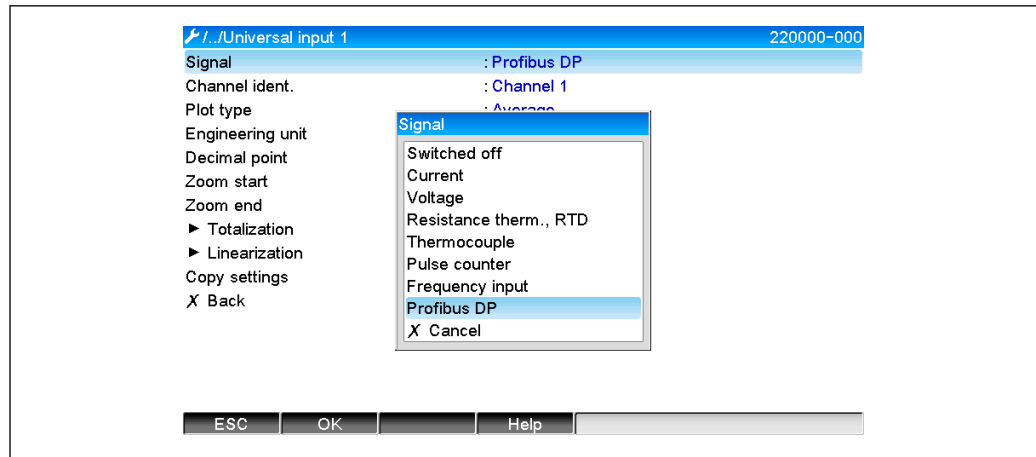 /../Universal input 1 220000-000
Signal : Profibus DP
Channel ident. : Channel 1
Plot type : Average
Engineering unit
Decimal point
Zoom start
Zoom end
► Totalization
► Linearization
Copy settings
X Back
Signal
Switched off
Current
Voltage
Resistance therm., RTD
Thermocouple
Pulse counter
Frequency input
Profibus DP
X Cancel
ESC OK Help